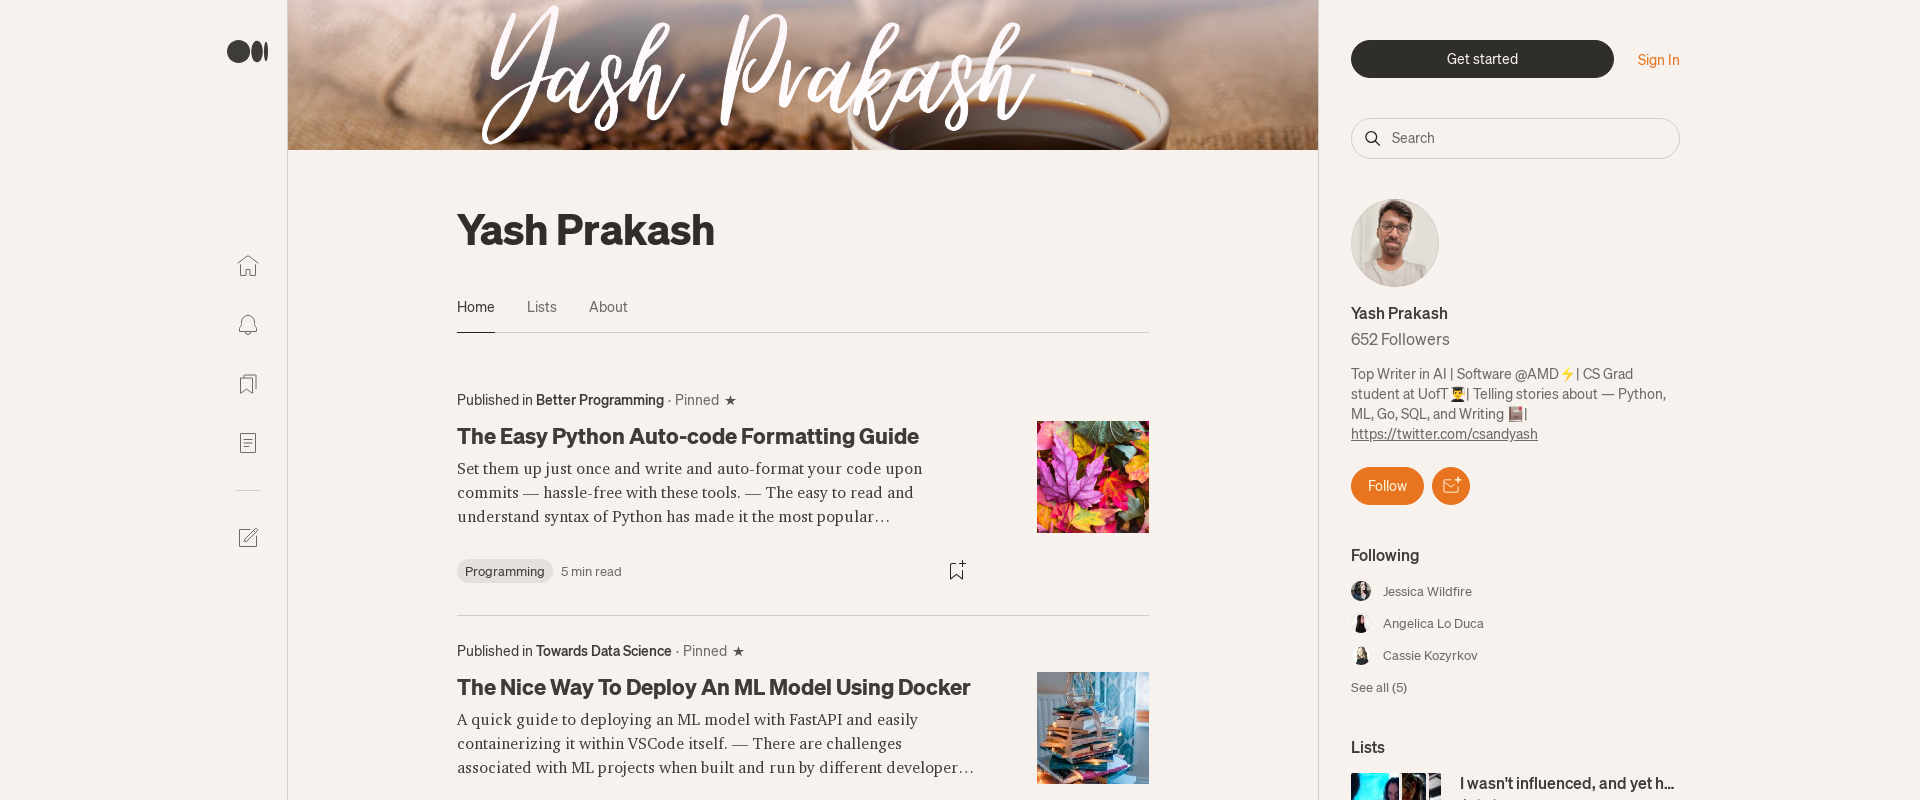 Yash Prakash
Get started
Sign In
Search
Yash Prakash
Home
Lists
About
Published in Better Programming · Pinned ★
The Easy Python Auto-code Formatting Guide
Set them up just once and write and auto-format your code upon
commits — hassle-free with these tools. — The easy to read and
understand syntax of Python has made it the most popular…
Programming
5 min read
Published in Towards Data Science · Pinned ★
The Nice Way To Deploy An ML Model Using Docker
A quick guide to deploying an ML model with FastAPI and easily
containerizing it within VSCode itself. — There are challenges
associated with ML projects when built and run by different developer…
Yash Prakash
652 Followers
Top Writer in AI | Software @AMD⚡| CS Grad
student at UofT👨‍🎓| Telling stories about — Python,
ML, Go, SQL, and Writing 📔|
https://twitter.com/csandyash
Follow
Following
Jessica Wildfire
Angelica Lo Duca
Cassie Kozyrkov
See all (5)
Lists
I wasn't influenced, and yet h…